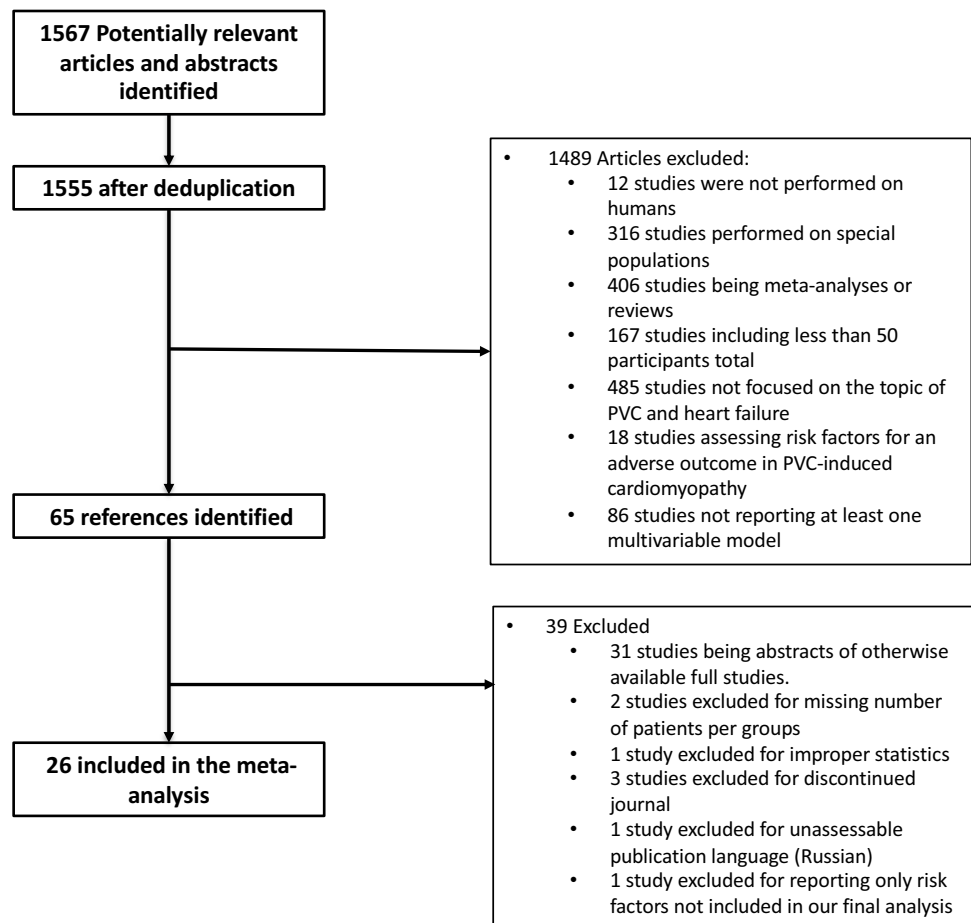 1567 Potentially relevant
articles and abstracts
identified
1555 after deduplication
• 1489 Articles excluded:
• 12 studies were not performed on
humans
• 316 studies performed on special
populations
• 406 studies being meta-analyses or
reviews
• 167 studies including less than 50
participants total
• 485 studies not focused on the topic of
PVC and heart failure
• 18 studies assessing risk factors for an
adverse outcome in PVC-induced
cardiomyopathy
• 86 studies not reporting at least one
multivariable model
65 references identified
• 39 Excluded
• 31 studies being abstracts of otherwise
available full studies.
• 2 studies excluded for missing number
of patients per groups
• 1 study excluded for improper statistics
• 3 studies excluded for discontinued
journal
• 1 study excluded for unassessable
publication language (Russian)
• 1 study excluded for reporting only risk
factors not included in our final analysis
26 included in the meta-
analysis